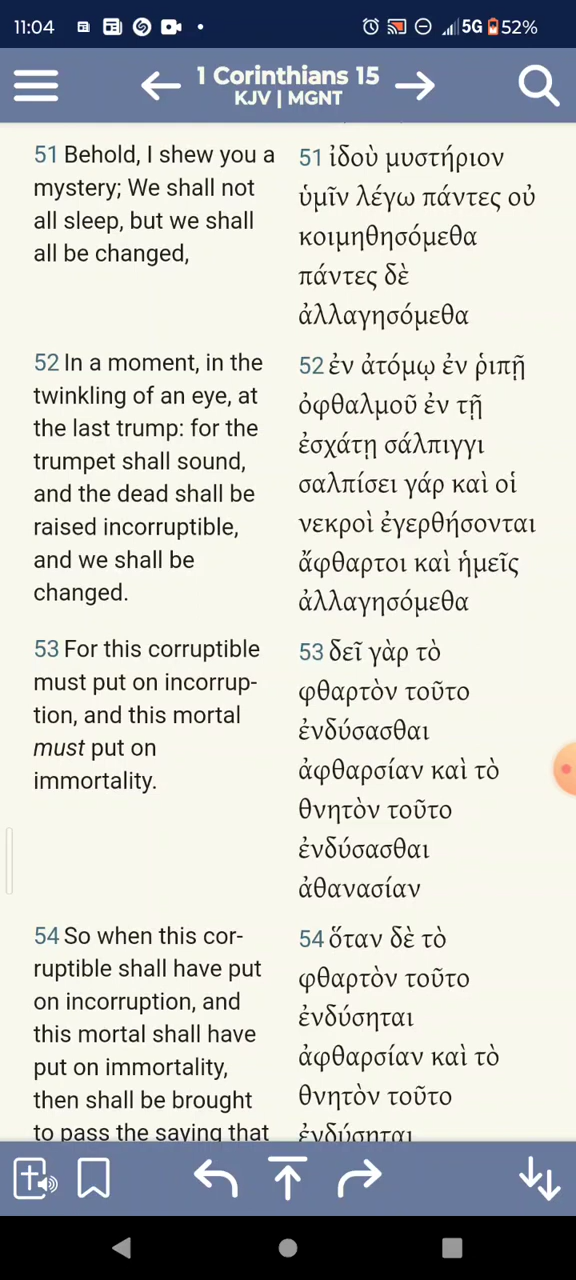 11:04
5G 52%
1 Corinthians 15
KJV | MGNT
51 Behold, I shew you a
mystery; We shall not
all sleep, but we shall
all be changed,
51 ἰδοὺ μυστήριον
ὑμῖν λέγω πάντες οὐ
κοιμηθησόμεθα
πάντες δὲ
ἀλλαγησόμεθα
52 In a moment, in the
twinkling of an eye, at
the last trump: for the
trumpet shall sound,
and the dead shall be
raised incorruptible,
and we shall be
changed.
52 ἐν ἀτόμῳ ἐν ῥιπῇ
ὀφθαλμοῦ ἐν τῇ
ἐσχάτῃ σάλπιγγι
σαλπίσει γάρ καὶ οἱ
νεκροὶ ἐγερθήσονται
ἄφθαρτοι καὶ ἡμεῖς
ἀλλαγησόμεθα
53 For this corruptible
must put on incorrup-
tion, and this mortal
must put on
immortality.
53 δεῖ γὰρ τὸ
φθαρτὸν τοῦτο
ἐνδύσασθαι
ἀφθαρσίαν καὶ τὸ
θνητὸν τοῦτο
ἐνδύσασθαι
ἀθανασίαν
54 So when this cor-
ruptible shall have put
on incorruption, and
this mortal shall have
put on immortality,
then shall be brought
to pass the saying that
54 ὅταν δὲ τὸ
φθαρτὸν τοῦτο
ἐνδύσηται
ἀφθαρσίαν καὶ τὸ
θνητὸν τοῦτο
ἐνδύσηται